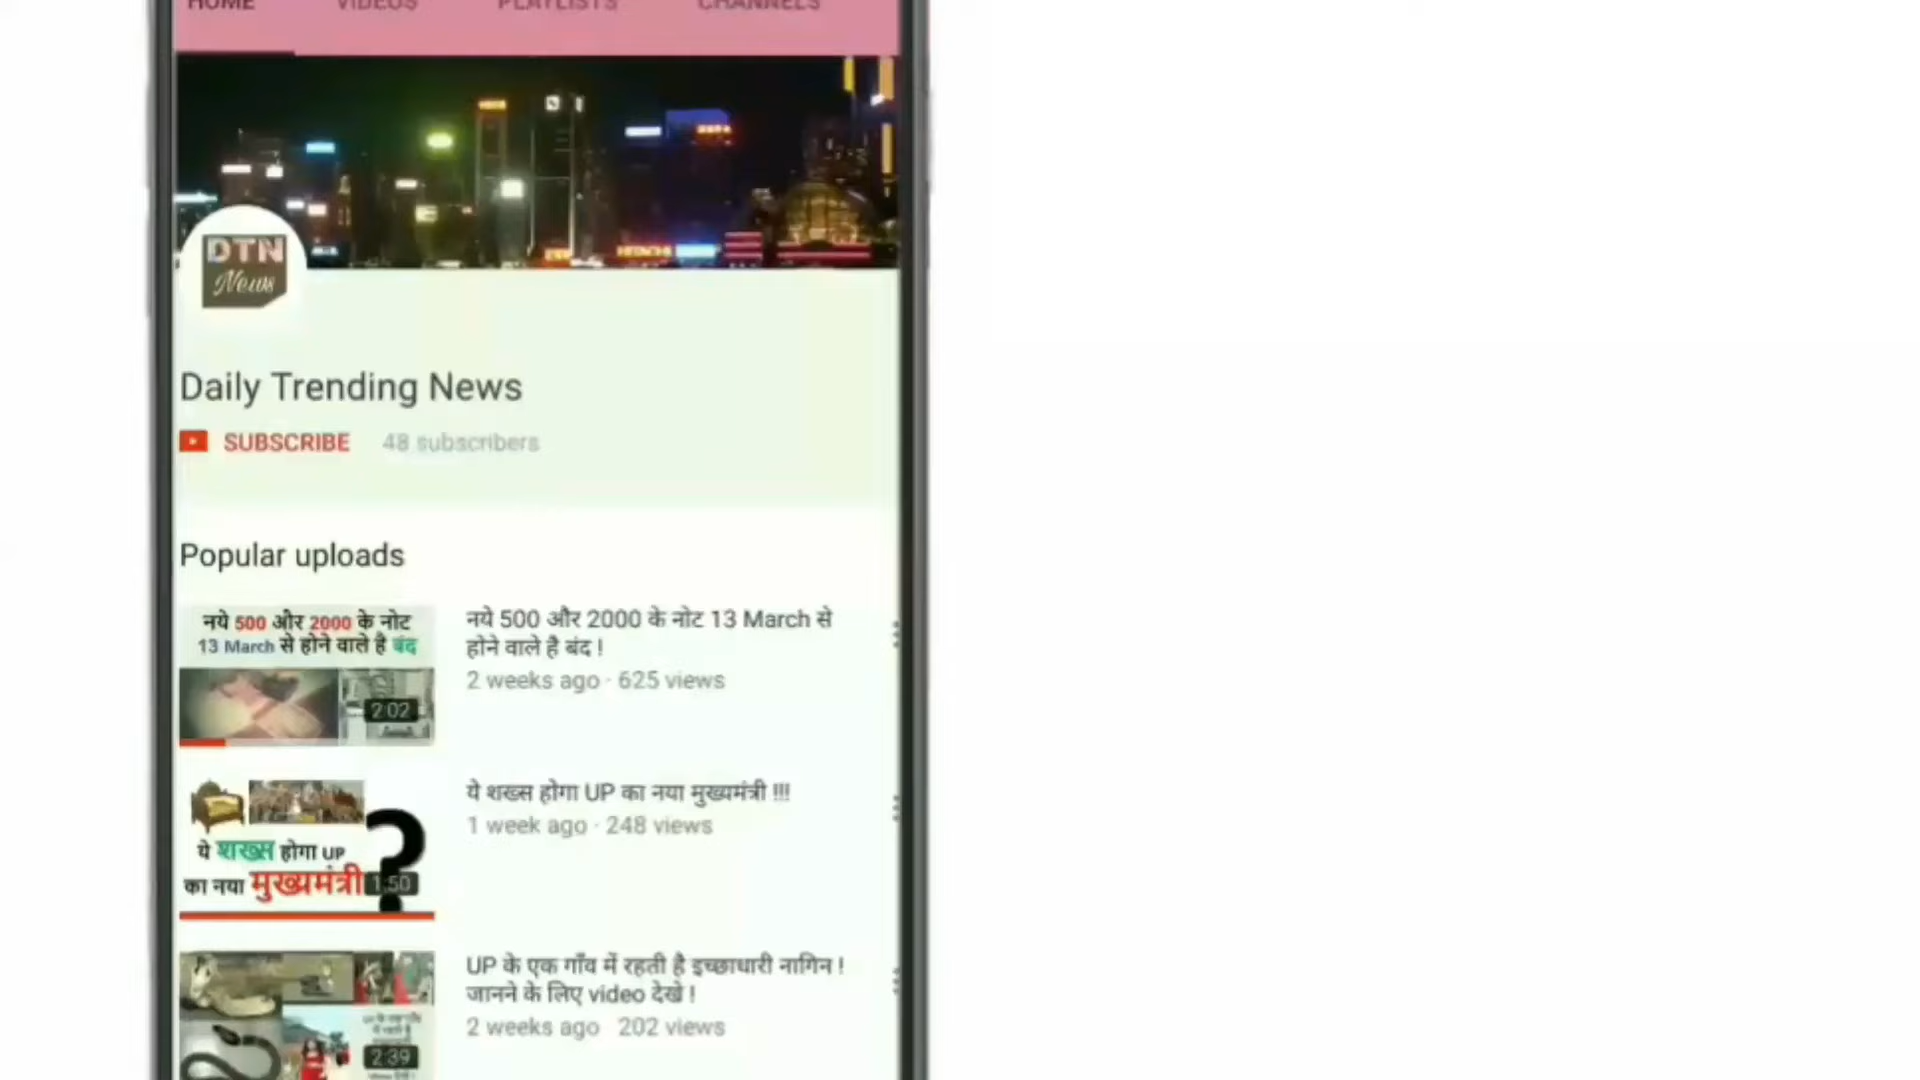 HOME VIDEOS PLAYLISTS CHANNELS
HITACHI
DTN
News
Daily Trending News
SUBSCRIBE 48 subscribers
Popular uploads
नये 500 और 2000 के नोट
13 March से होने वाले है बंद
2:02
नये 500 और 2000 के नोट 13 March से
होने वाले है बंद !
2 weeks ago · 625 views
ये शख्स होगा UP
का नया मुख्यमंत्री ?
1:50
ये शख्स होगा UP का नया मुख्यमंत्री !!!
1 week ago · 248 views
2:39
UP के एक गाँव में रहती है इच्छाधारी नागिन !
जानने के लिए video देखे !
2 weeks ago 202 views